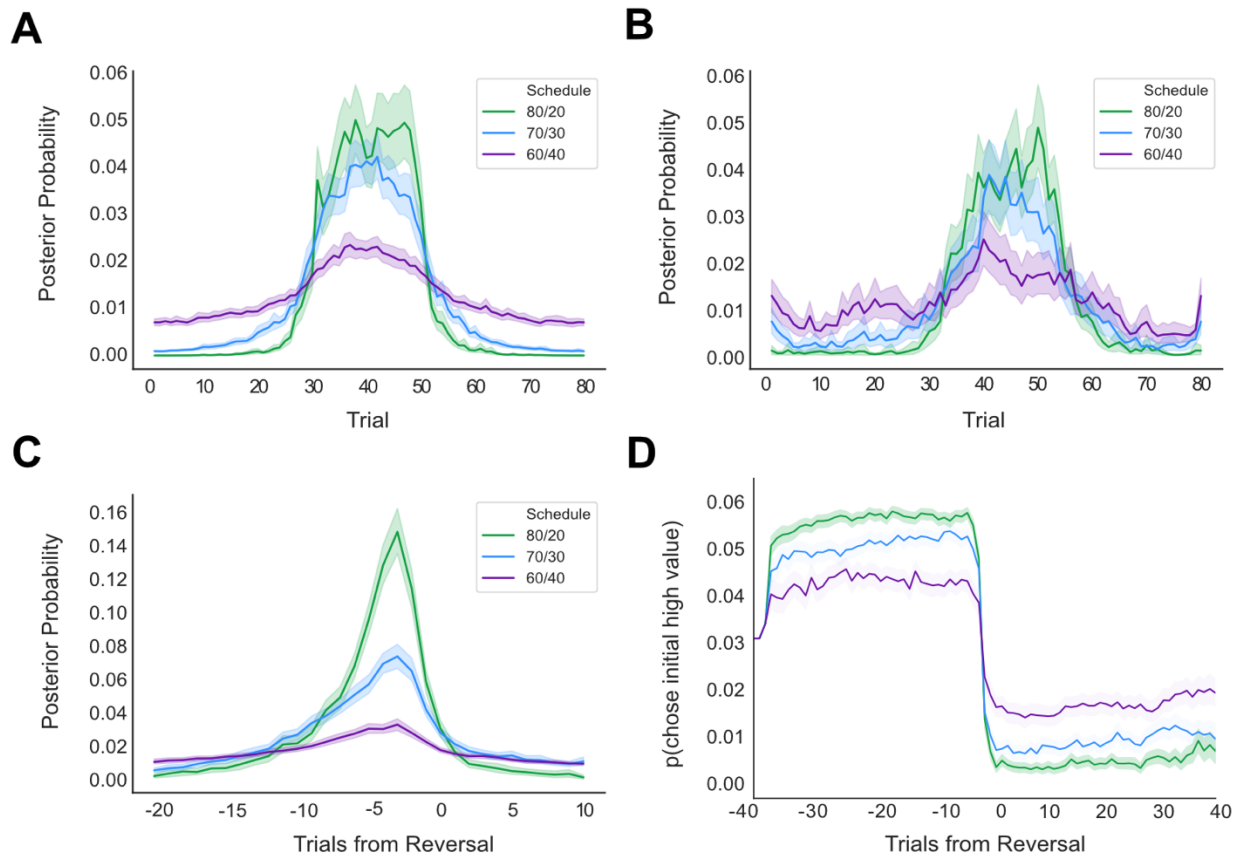 A
Posterior Probability
0.06
0.05
0.04
0.03
0.02
0.01
0.00
0 10 20 30 40 50 60 70 80
Trial
Schedule
80/20
70/30
60/40
B
Posterior Probability
0.06
0.05
0.04
0.03
0.02
0.01
0.00
0 10 20 30 40 50 60 70 80
Trial
Schedule
80/20
70/30
60/40
C
Posterior Probability
0.16
0.14
0.12
0.10
0.08
0.06
0.04
0.02
0.00
-20 -15 -10 -5 0 5 10
Trials from Reversal
Schedule
80/20
70/30
60/40
D
p(chose initial high value)
0.06
0.05
0.04
0.03
0.02
0.01
0.00
-40 -30 -20 -10 0 10 20 30 40
Trials from Reversal